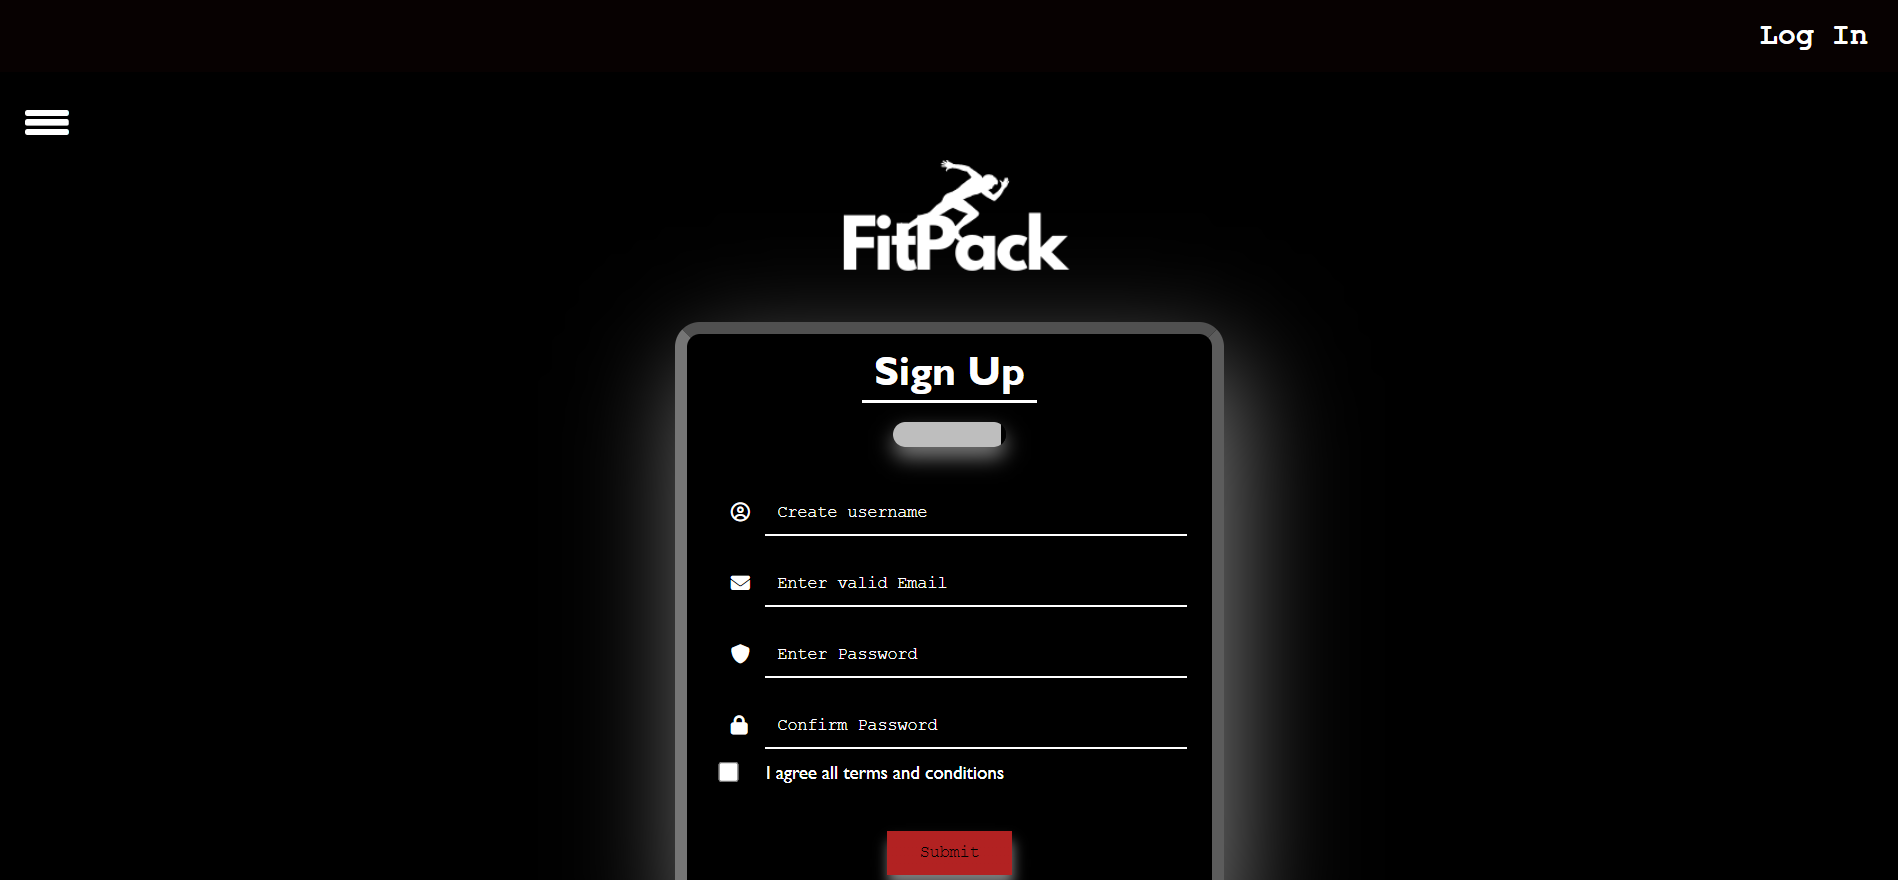 Log In
FitPack
Sign Up
Create username
Enter valid Email
Enter Password
Confirm Password
I agree all terms and conditions
Submit